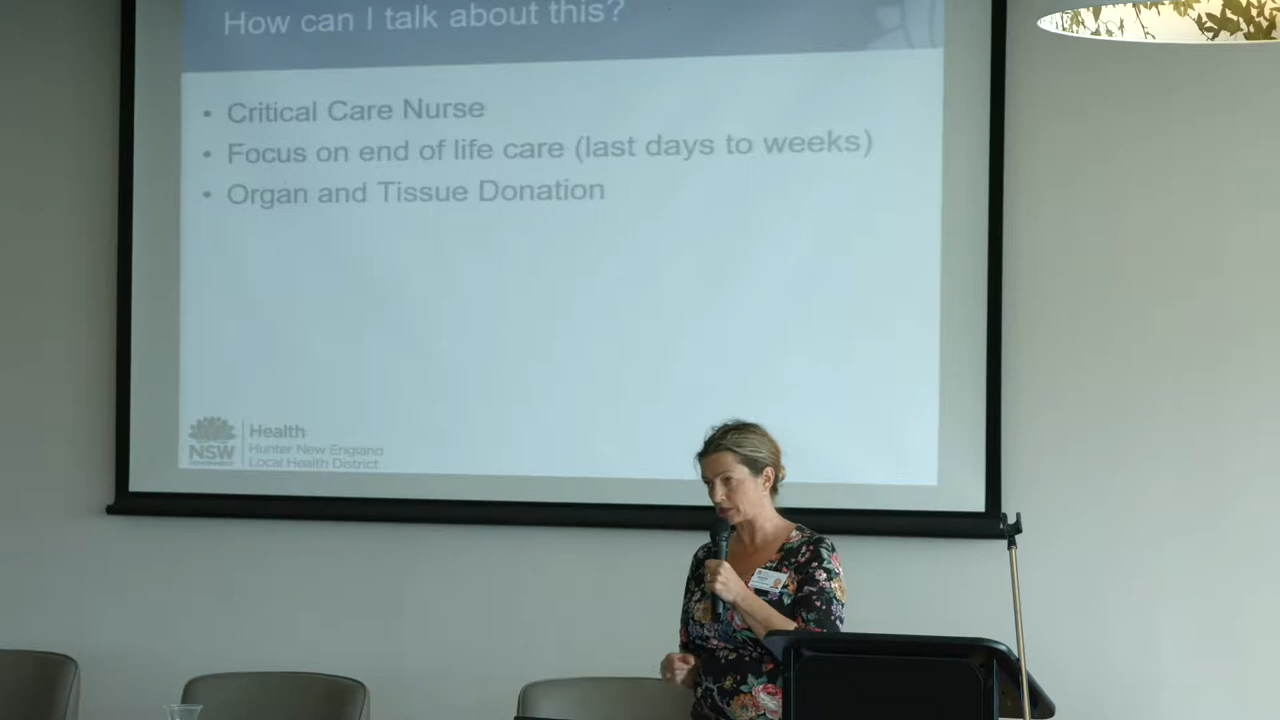 How can I talk about this?
• Critical Care Nurse
• Focus on end of life care (last days to weeks)
• Organ and Tissue Donation
NSW
Health
Hunter New England
Local Health District